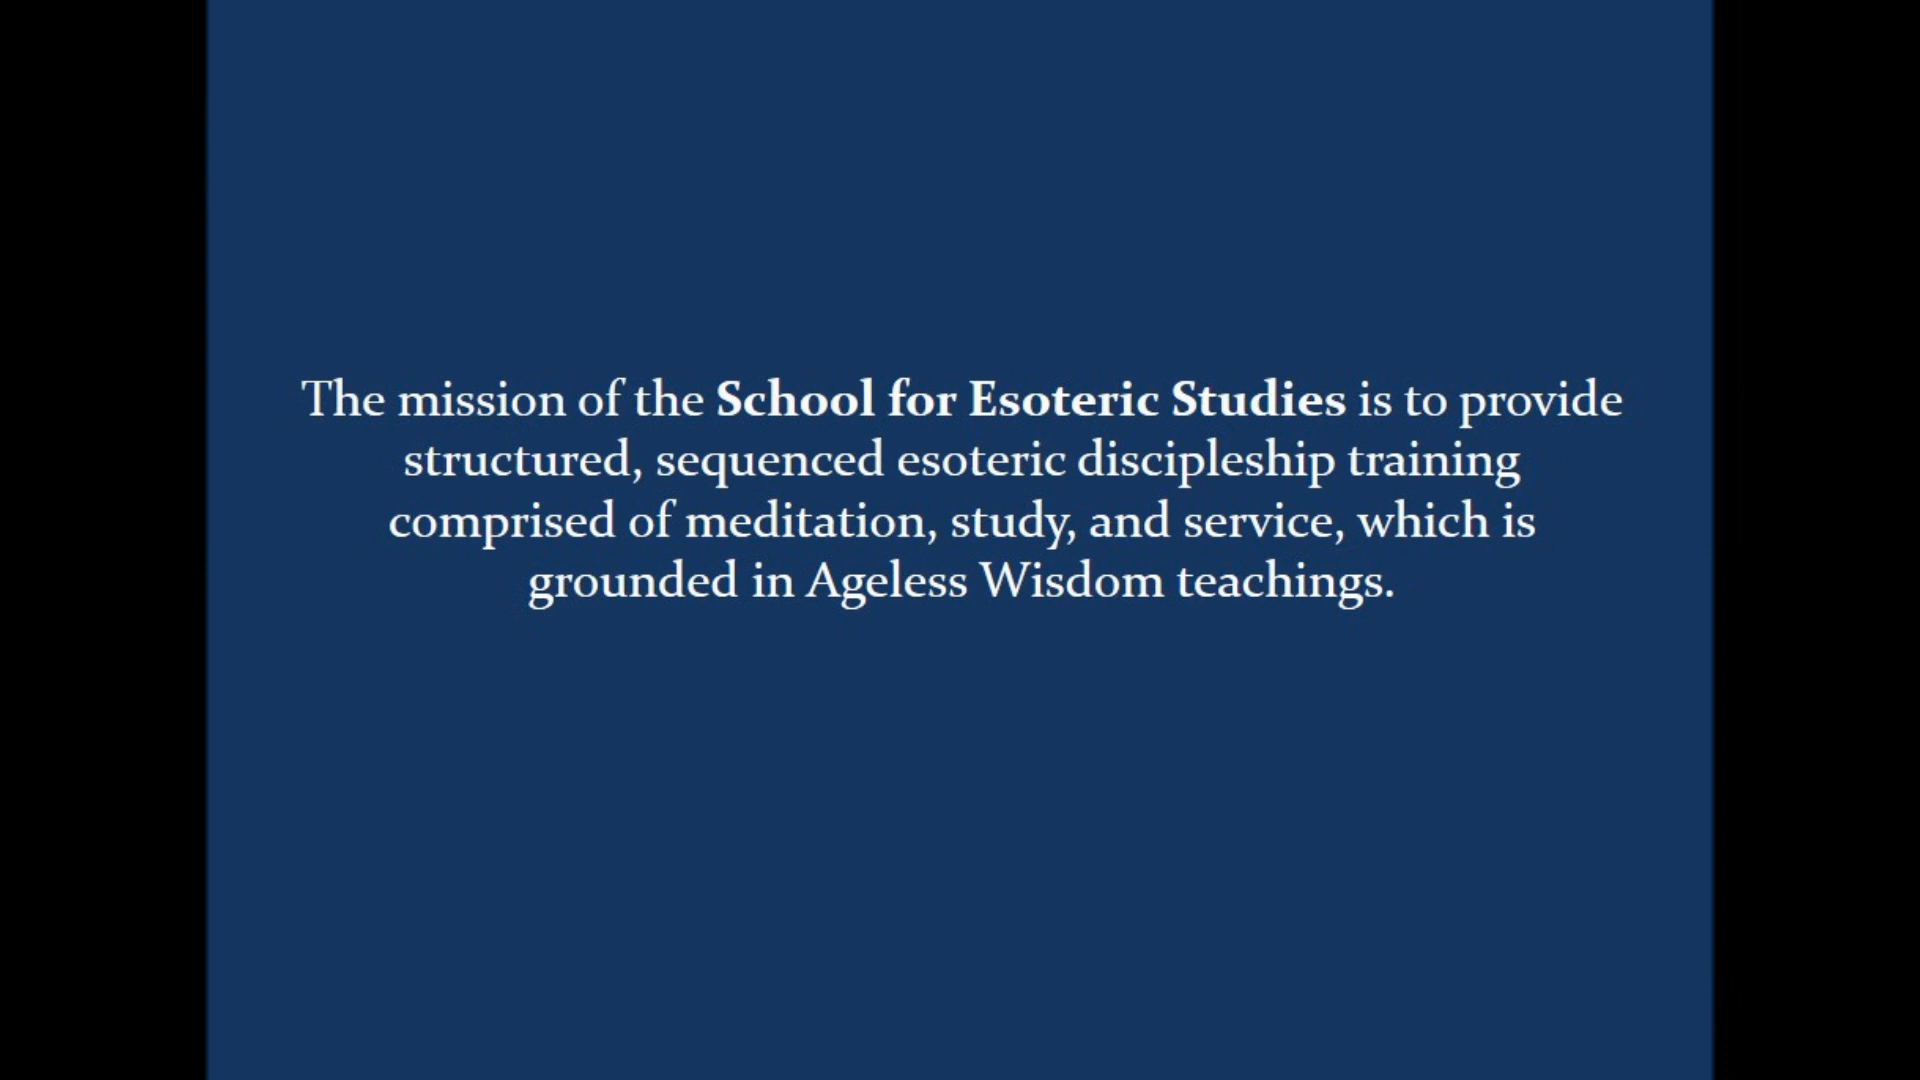 The mission of the School for Esoteric Studies is to provide
structured, sequenced esoteric discipleship training
comprised of meditation, study, and service, which is
grounded in Ageless Wisdom teachings.